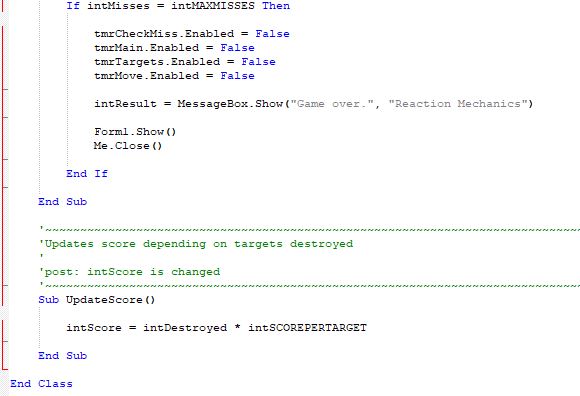 If intMisses = intMAXMISSES Then
tmrCheckMiss.Enabled = False
tmrMain.Enabled = False
tmrTargets.Enabled = False
tmrMove.Enabled = False
intResult = MessageBox.Show("Game over.", "Reaction Mechanics")
Form1.Show()
Me.Close()
End If
End Sub
'~~~~~~~~~~~~~~~~~~~~~~~~~~~~~~~~~~~~~~~~~~~~~~~~~~~~~~~~~~~~~~~~~~~~~~~~~~~~~
'Updates score depending on targets destroyed
'
'post: intScore is changed
'~~~~~~~~~~~~~~~~~~~~~~~~~~~~~~~~~~~~~~~~~~~~~~~~~~~~~~~~~~~~~~~~~~~~~~~~~~~~~
Sub UpdateScore()
intScore = intDestroyed * intSCOREPERTARGET
End Sub
End Class